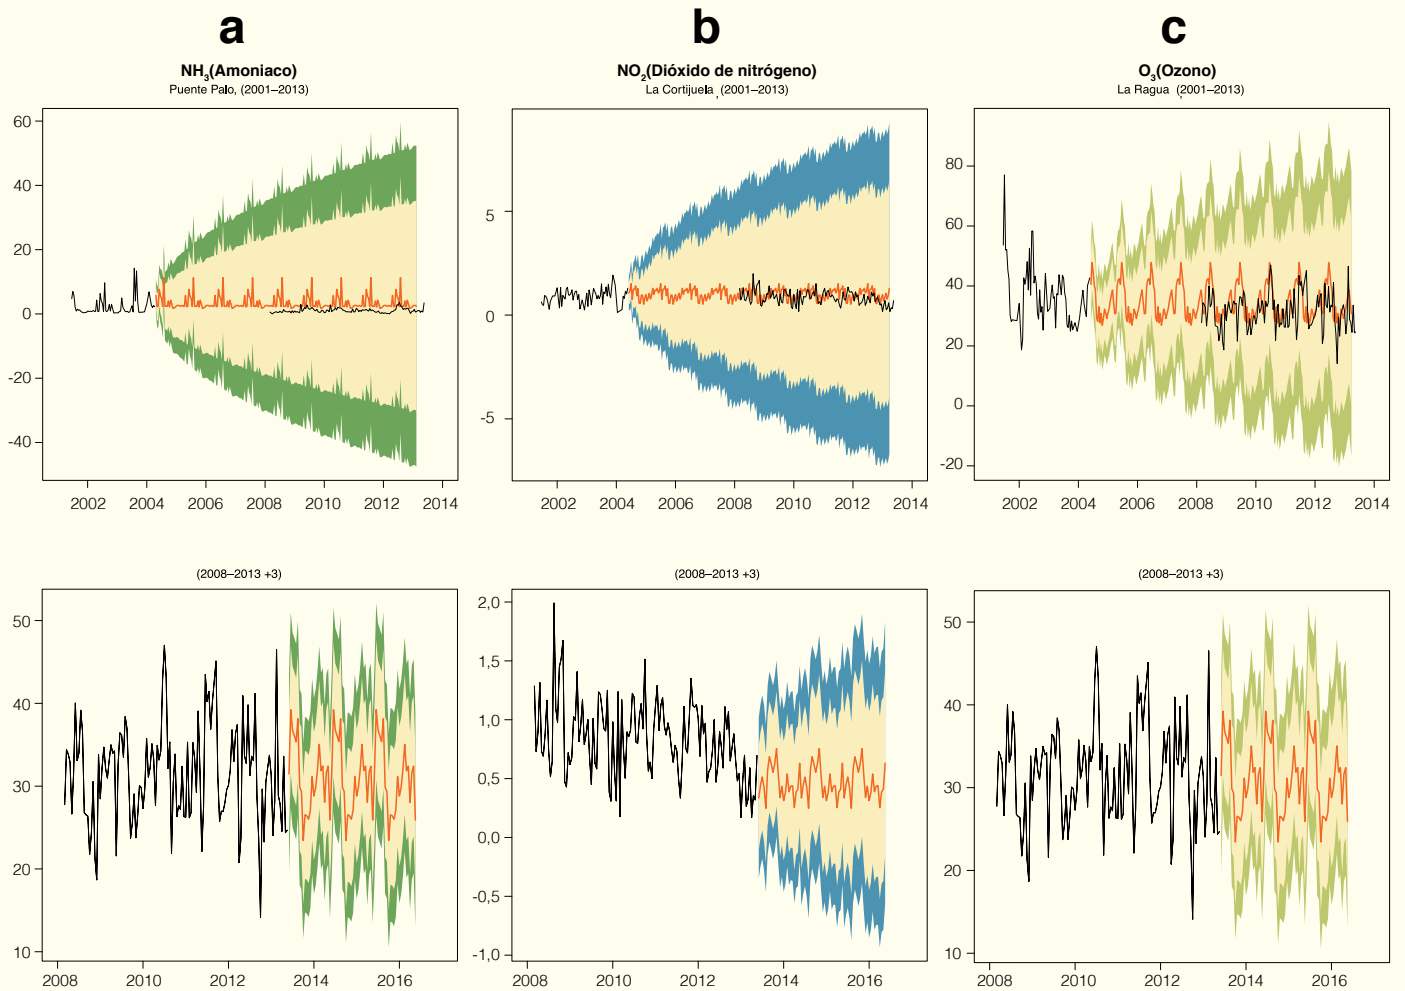 a
b
c
NH3(Amoniaco)
Puente Palo, (2001–2013)
NO2(Dióxido de nitrógeno)
La Cortijuela , (2001–2013)
O3(Ozono)
La Ragua , (2001–2013)
60
40
20
0
-20
-40
2002 2004 2006 2008 2010 2012 2014
5
0
-5
2002 2004 2006 2008 2010 2012 2014
80
60
40
20
0
-20
2002 2004 2006 2008 2010 2012 2014
(2008–2013 +3)
50
40
30
20
10
2008 2010 2012 2014 2016
(2008–2013 +3)
2,0
1,5
1,0
0,5
0,0
-0,5
-1,0
2008 2010 2012 2014 2016
(2008–2013 +3)
50
40
30
20
10
2008 2010 2012 2014 2016